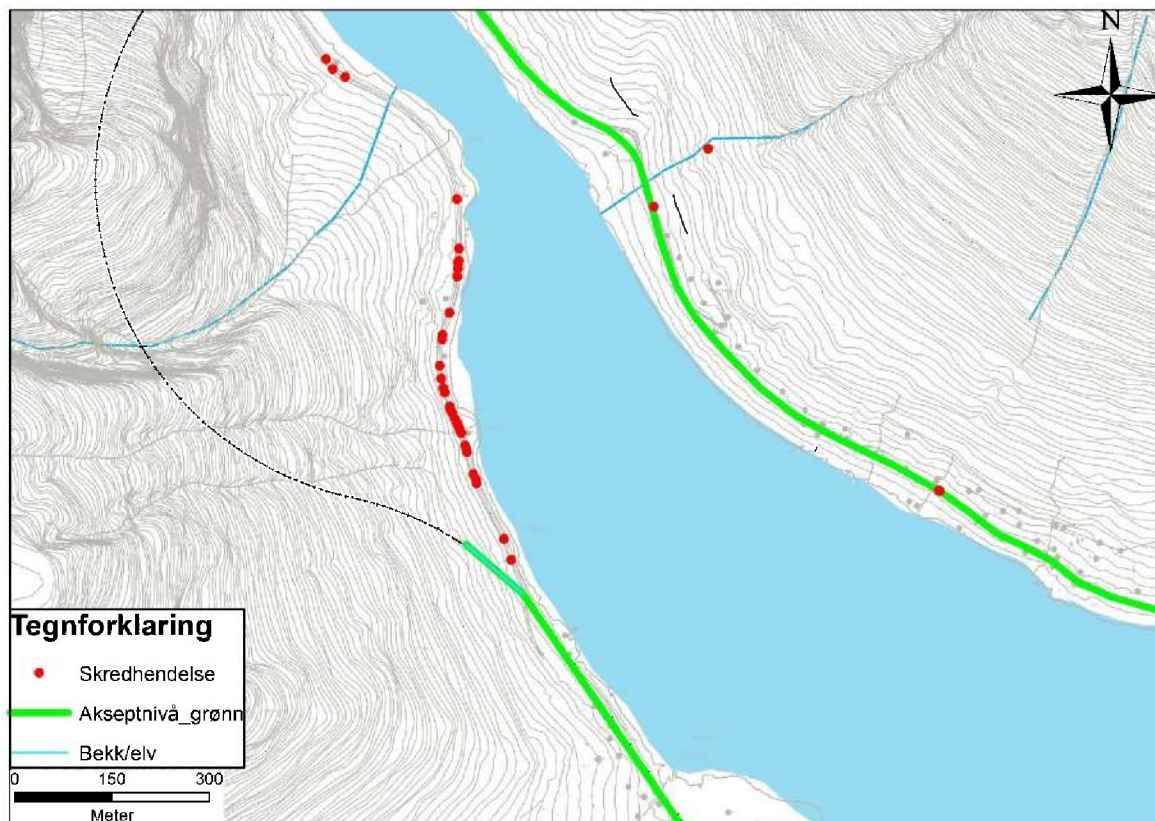 N
Tegnforklaring
Skredhendelse
Akseptnivå_grønn
Bekk/elv
0 150 300
Meter